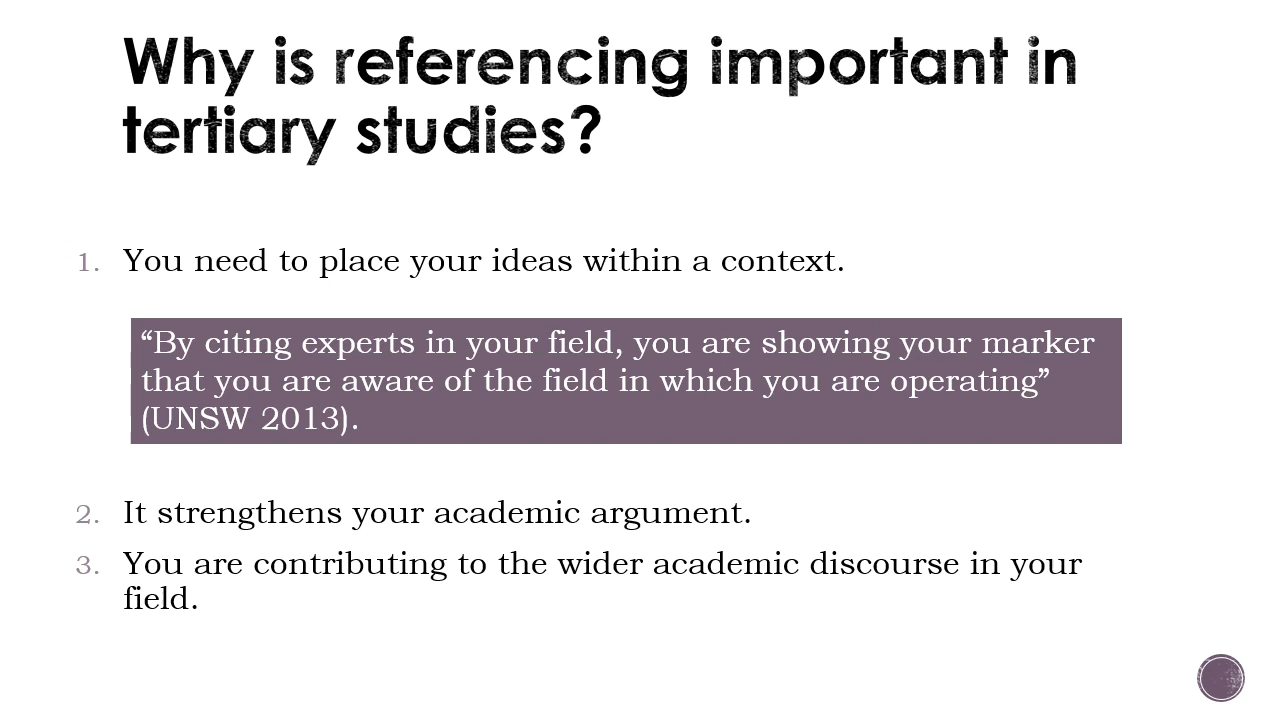 Why is referencing important in
tertiary studies?
1. You need to place your ideas within a context.
“By citing experts in your field, you are showing your marker
that you are aware of the field in which you are operating”
(UNSW 2013).
2. It strengthens your academic argument.
3. You are contributing to the wider academic discourse in your
field.